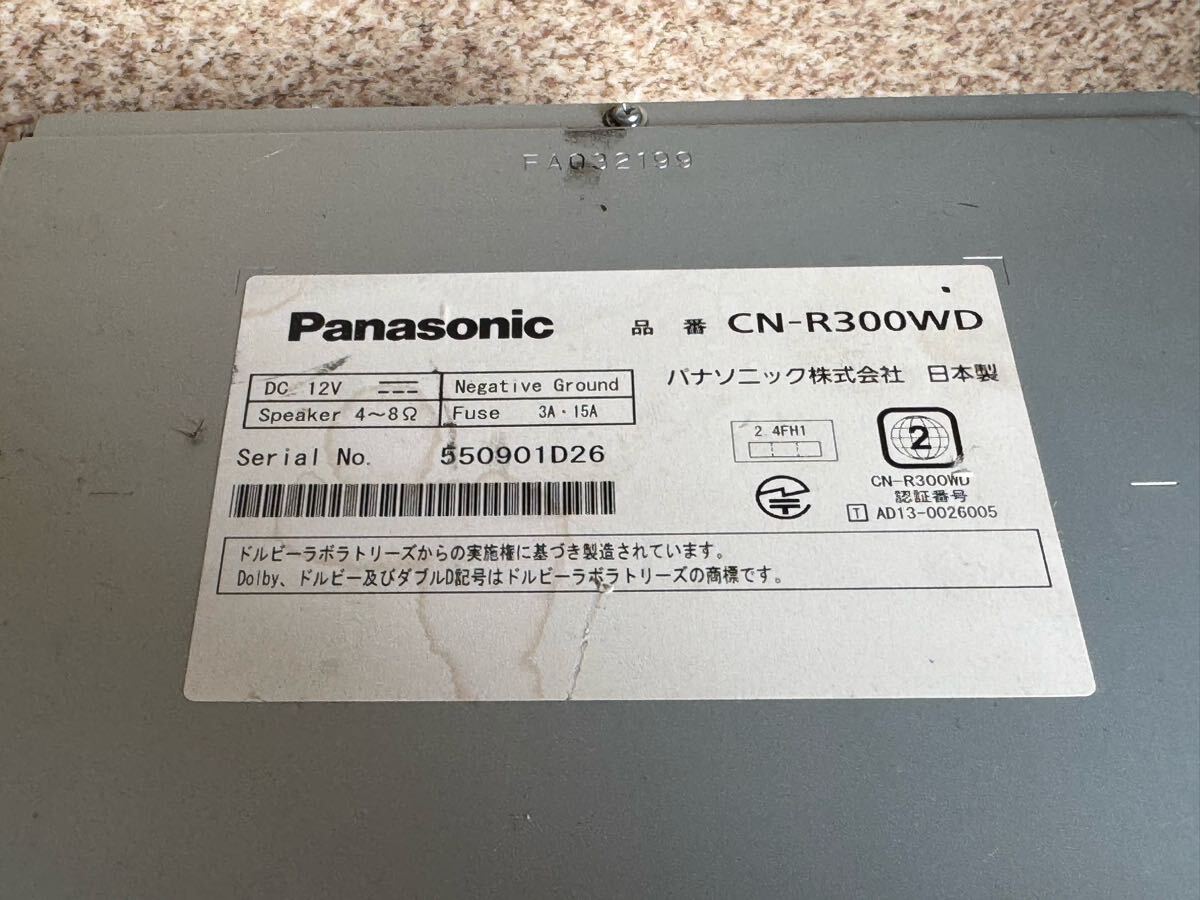 FA032199
Panasonic 品番 CN-R300WD
パナソニック株式会社 日本製
DC 12V Negative Ground
Speaker 4～8Ω Fuse 3A・15A
Serial No. 550901D26
2.4FH1
2
CN-R300WD
認証番号
T AD13-0026005
ドルビーラボラトリーズからの実施権に基づき製造されています。
Dolby、ドルビー及びダブルD記号はドルビーラボラトリーズの商標です。